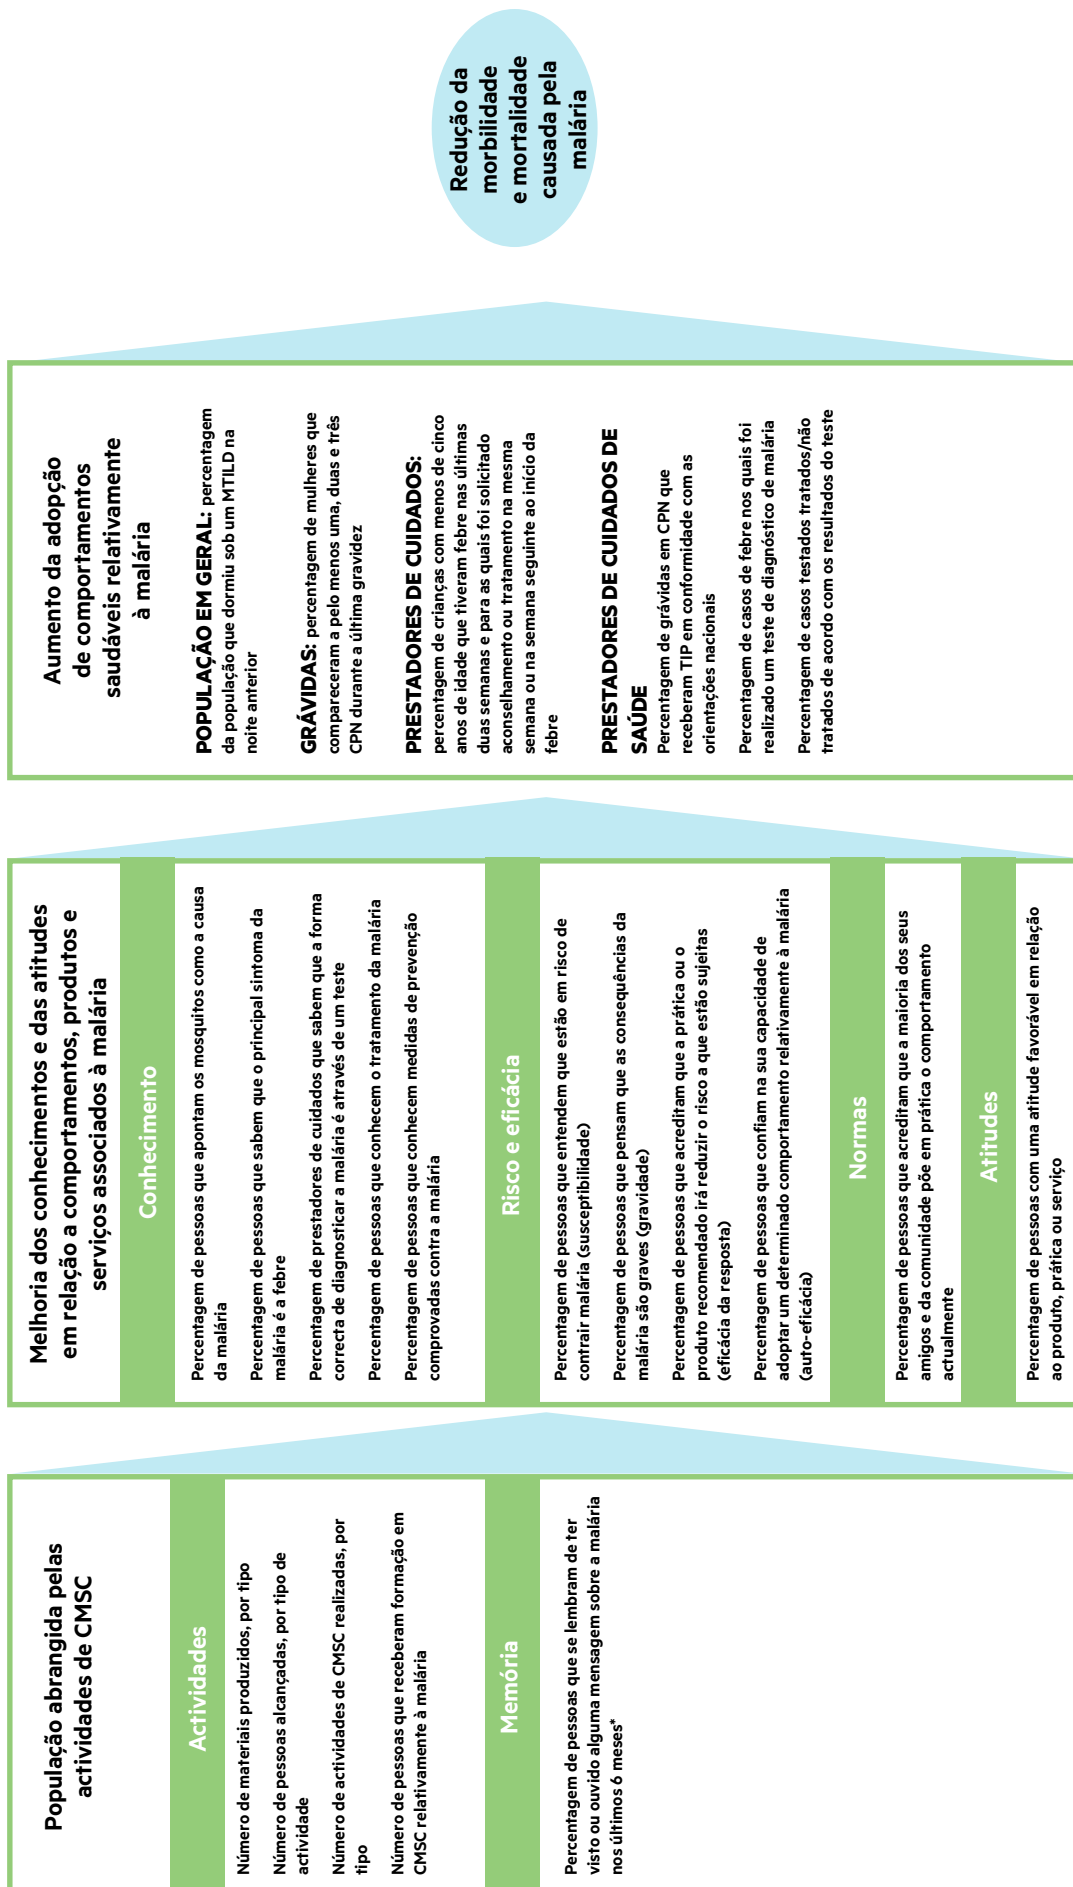 População abrangida pelas
actividades de CMSC
Actividades
Número de materiais produzidos, por tipo
Número de pessoas alcançadas, por tipo de
actividade
Número de actividades de CMSC realizadas, por
tipo
Número de pessoas que receberam formação em
CMSC relativamente à malária
Memória
Percentagem de pessoas que se lembram de ter
visto ou ouvido alguma mensagem sobre a malária
nos últimos 6 meses*
Melhoria dos conhecimentos e das atitudes
em relação a comportamentos, produtos e
serviços associados à malária
Conhecimento
Percentagem de pessoas que apontam os mosquitos como a causa
da malária
Percentagem de pessoas que sabem que o principal sintoma da
malária é a febre
Percentagem de prestadores de cuidados que sabem que a forma
correcta de diagnosticar a malária é através de um teste
Percentagem de pessoas que conhecem o tratamento da malária
Percentagem de pessoas que conhecem medidas de prevenção
comprovadas contra a malária
Risco e eficácia
Percentagem de pessoas que entendem que estão em risco de
contrair malária (susceptibilidade)
Percentagem de pessoas que pensam que as consequências da
malária são graves (gravidade)
Percentagem de pessoas que acreditam que a prática ou o
produto recomendado irá reduzir o risco a que estão sujeitas
(eficácia da resposta)
Percentagem de pessoas que confiam na sua capacidade de
adoptar um determinado comportamento relativamente à malária
(auto-eficácia)
Normas
Percentagem de pessoas que acreditam que a maioria dos seus
amigos e da comunidade põe em prática o comportamento
actualmente
Atitudes
Percentagem de pessoas com uma atitude favorável em relação
ao produto, prática ou serviço
Aumento da adopção
de comportamentos
saudáveis relativamente
à malária
POPULAÇÃO EM GERAL: percentagem
da população que dormiu sob um MTILD na
noite anterior
GRÁVIDAS: percentagem de mulheres que
compareceram a pelo menos uma, duas e três
CPN durante a última gravidez
PRESTADORES DE CUIDADOS:
percentagem de crianças com menos de cinco
anos de idade que tiveram febre nas últimas
duas semanas e para as quais foi solicitado
aconselhamento ou tratamento na mesma
semana ou na semana seguinte ao início da
febre
PRESTADORES DE CUIDADOS DE
SAÚDE
Percentagem de grávidas em CPN que
receberam TIP em conformidade com as
orientações nacionais
Percentagem de casos de febre nos quais foi
realizado um teste de diagnóstico de malária
Percentagem de casos testados tratados/não
tratados de acordo com os resultados do teste
Redução da
morbilidade
e mortalidade
causada pela
malária